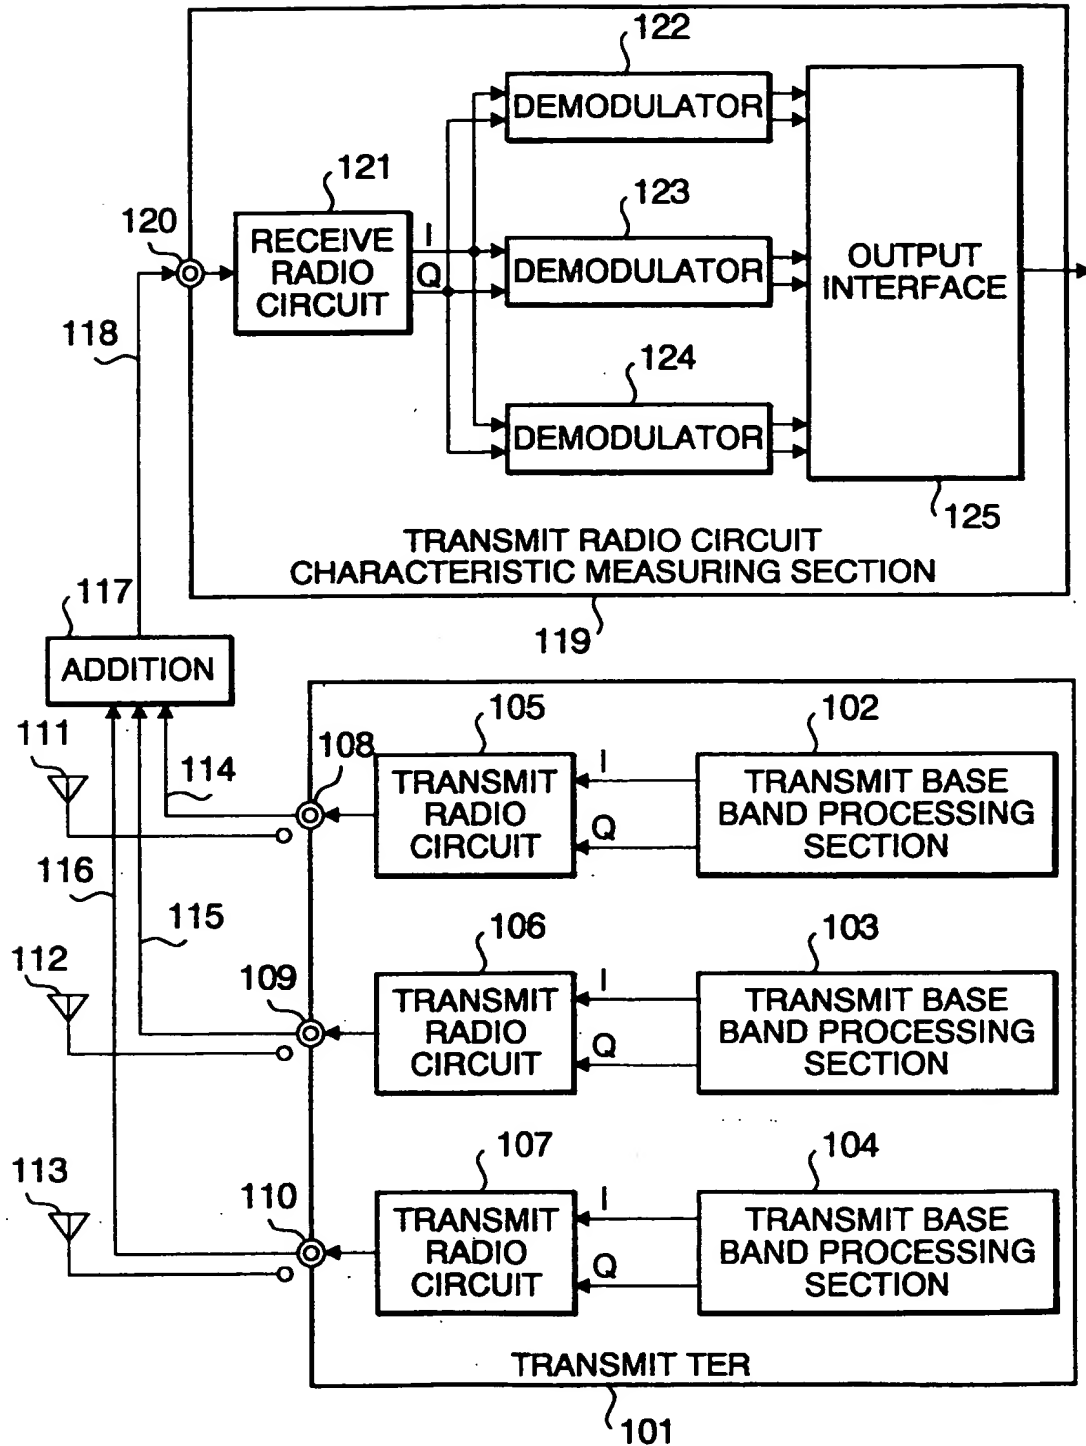 122
DEMODULATOR
121
123
120
RECEIVE
RADIO
CIRCUIT
I
Q
DEMODULATOR
OUTPUT
INTERFACE
118
124
DEMODULATOR
125
TRANSMIT RADIO CIRCUIT
CHARACTERISTIC MEASURING SECTION
117
119
ADDITION
105
102
111
108
114
TRANSMIT
RADIO
CIRCUIT
I
Q
TRANSMIT BASE
BAND PROCESSING
SECTION
116
115
106
103
112
109
TRANSMIT
RADIO
CIRCUIT
I
Q
TRANSMIT BASE
BAND PROCESSING
SECTION
107
104
113
110
TRANSMIT
RADIO
CIRCUIT
I
Q
TRANSMIT BASE
BAND PROCESSING
SECTION
TRANSMIT TER
101